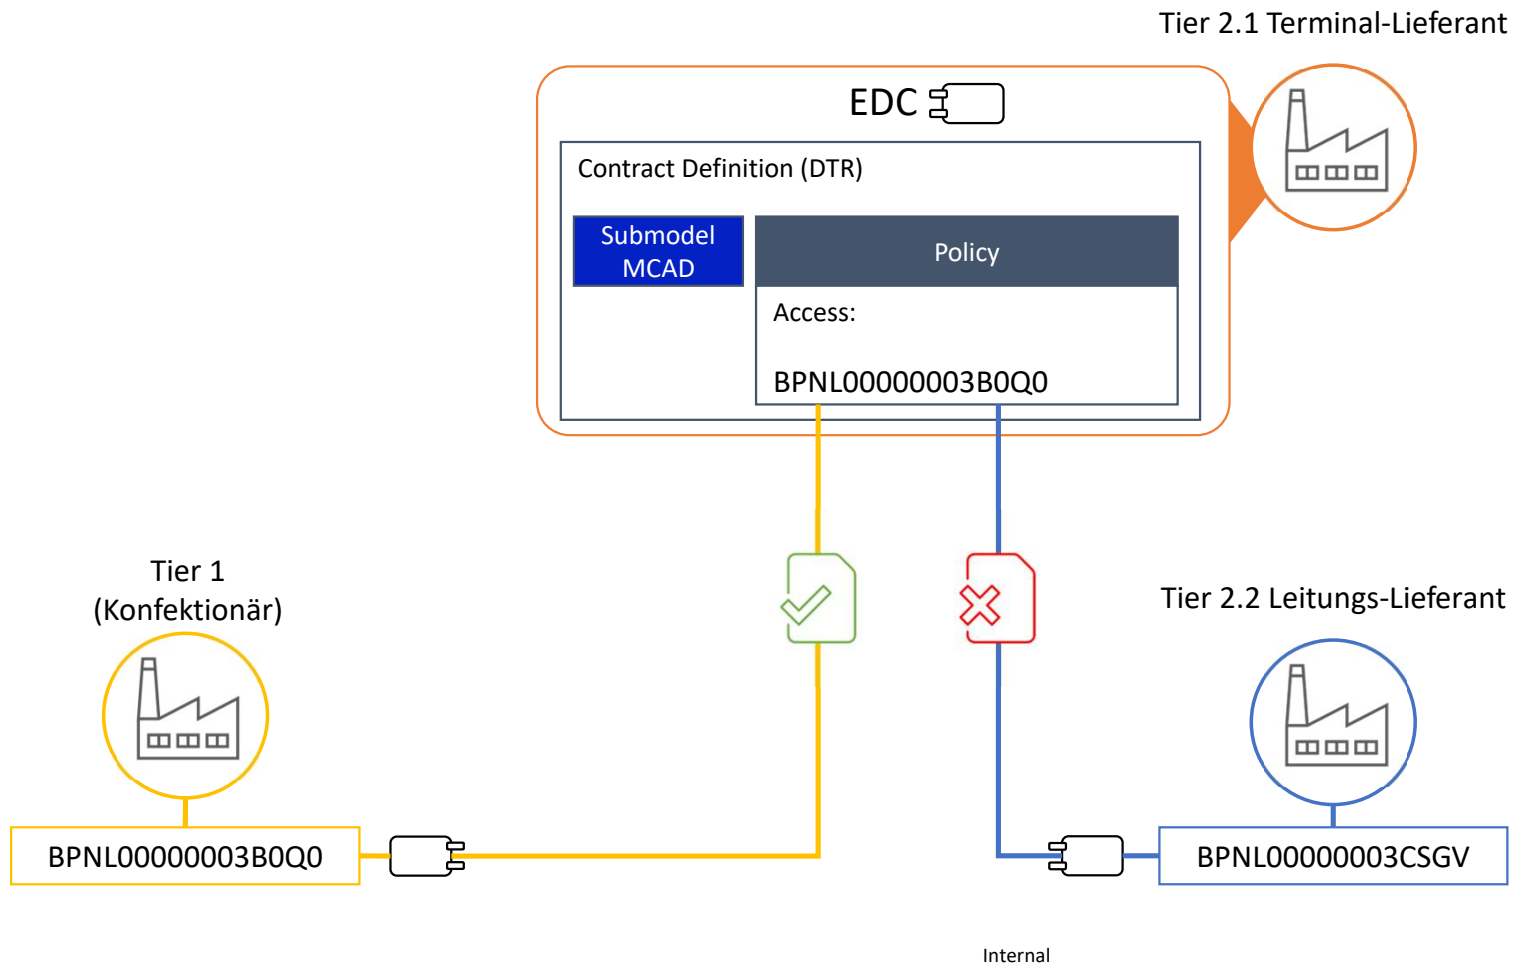 Tier 2.1 Terminal-Lieferant
EDC
Contract Definition (DTR)
Submodel
MCAD
Policy
Access:
BPNL00000003B0Q0
Tier 1
(Konfektionär)
BPNL00000003B0Q0
Tier 2.2 Leitungs-Lieferant
BPNL00000003CSGV
Internal